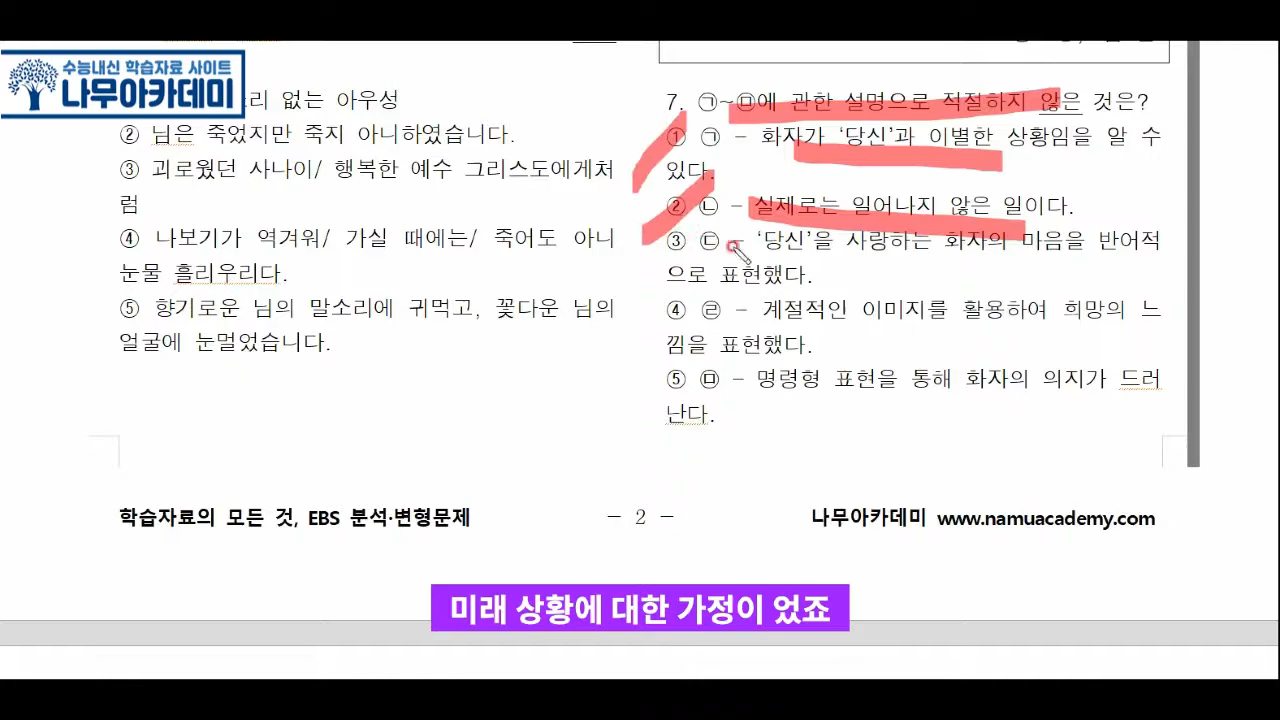 수능내신 학습자료 사이트
나무아카데미
리 없는 아우성
② 님은 죽었지만 죽지 아니하였습니다.
③ 괴로웠던 사나이/ 행복한 예수 그리스도에게처
럼
④ 나보기가 역겨워/ 가실 때에는/ 죽어도 아니
눈물 흘리우리다.
⑤ 향기로운 님의 말소리에 귀먹고, 꽃다운 님의
얼굴에 눈멀었습니다.
7. ㉠~㉤에 관한 설명으로 적절하지 않은 것은?
① ㉠ - 화자가 ‘당신’과 이별한 상황임을 알 수
있다.
② ㉡ - 실제로는 일어나지 않은 일이다.
③ ㉢ - ‘당신’을 사랑하는 화자의 마음을 반어적
으로 표현했다.
④ ㉣ - 계절적인 이미지를 활용하여 희망의 느
낌을 표현했다.
⑤ ㉤ - 명령형 표현을 통해 화자의 의지가 드러
난다.
학습자료의 모든 것, EBS 분석·변형문제
- 2 -
나무아카데미 www.namuacademy.com
미래 상황에 대한 가정이 었죠